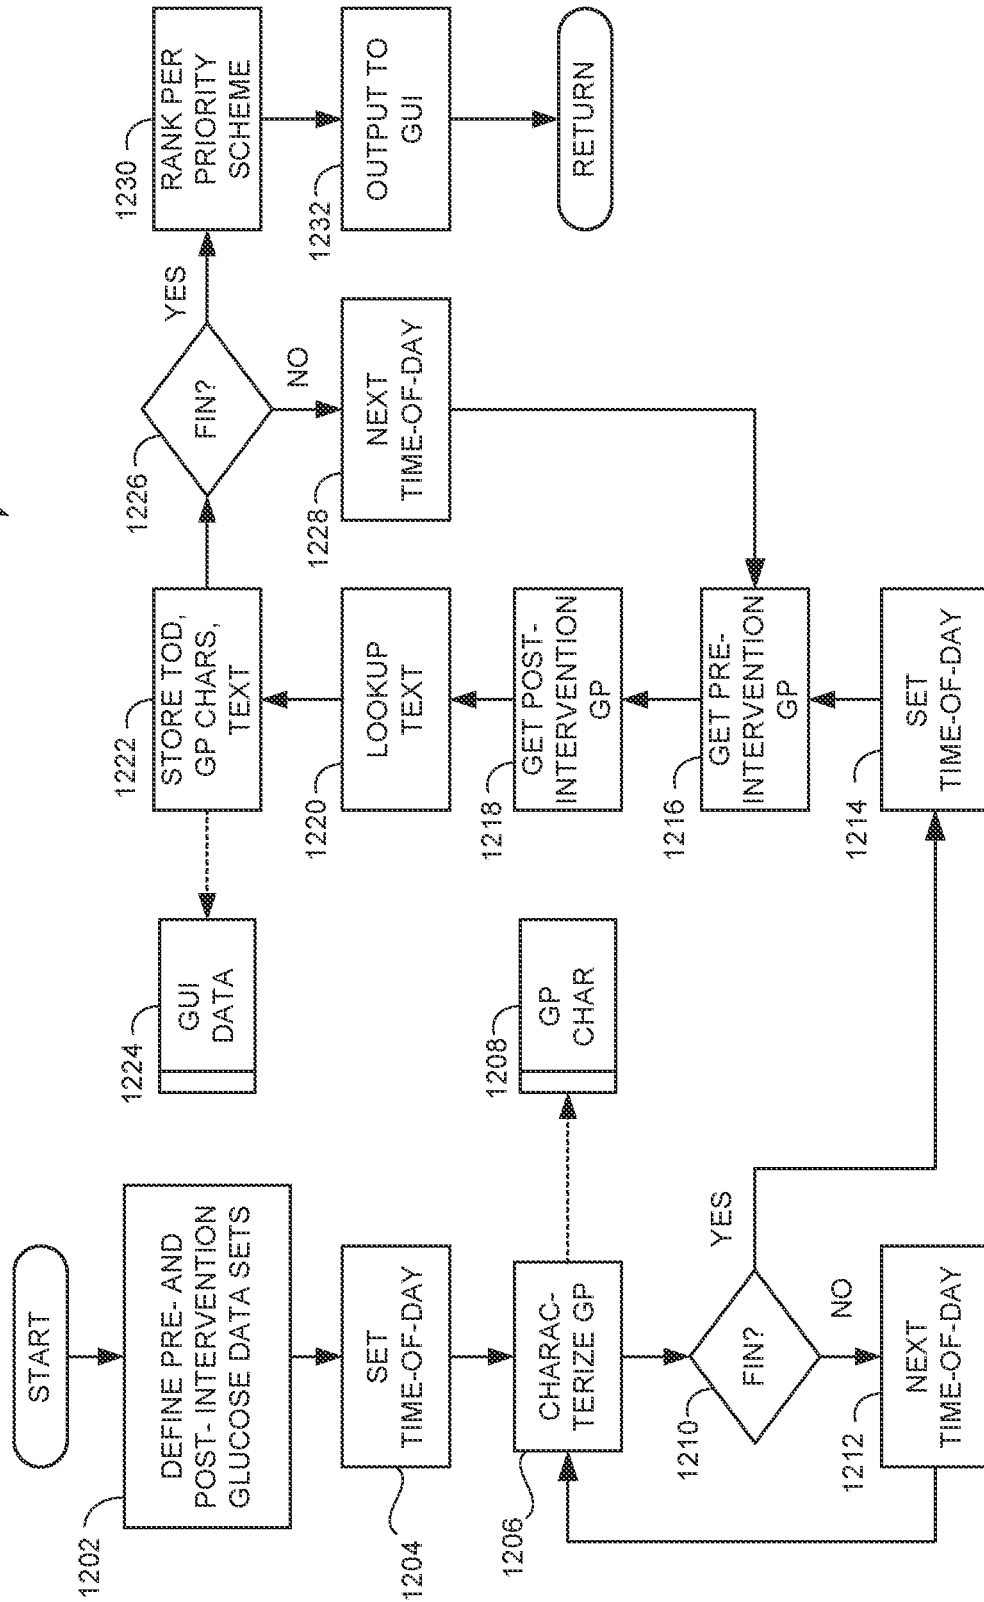 START
1202
DEFINE PRE- AND
POST- INTERVENTION
GLUCOSE DATA SETS
1204
SET
TIME-OF-DAY
1206
CHARAC-
TERIZE GP
1208
GP
CHAR
1210
FIN?
YES
NO
1212
NEXT
TIME-OF-DAY
1214
SET
TIME-OF-DAY
1216
GET PRE-
INTERVENTION
GP
1218
GET POST-
INTERVENTION
GP
1220
LOOKUP
TEXT
1222
STORE TOD,
GP CHARS,
TEXT
1224
GUI
DATA
1226
FIN?
YES
NO
1228
NEXT
TIME-OF-DAY
1230
RANK PER
PRIORITY
SCHEME
1232
OUTPUT TO
GUI
RETURN